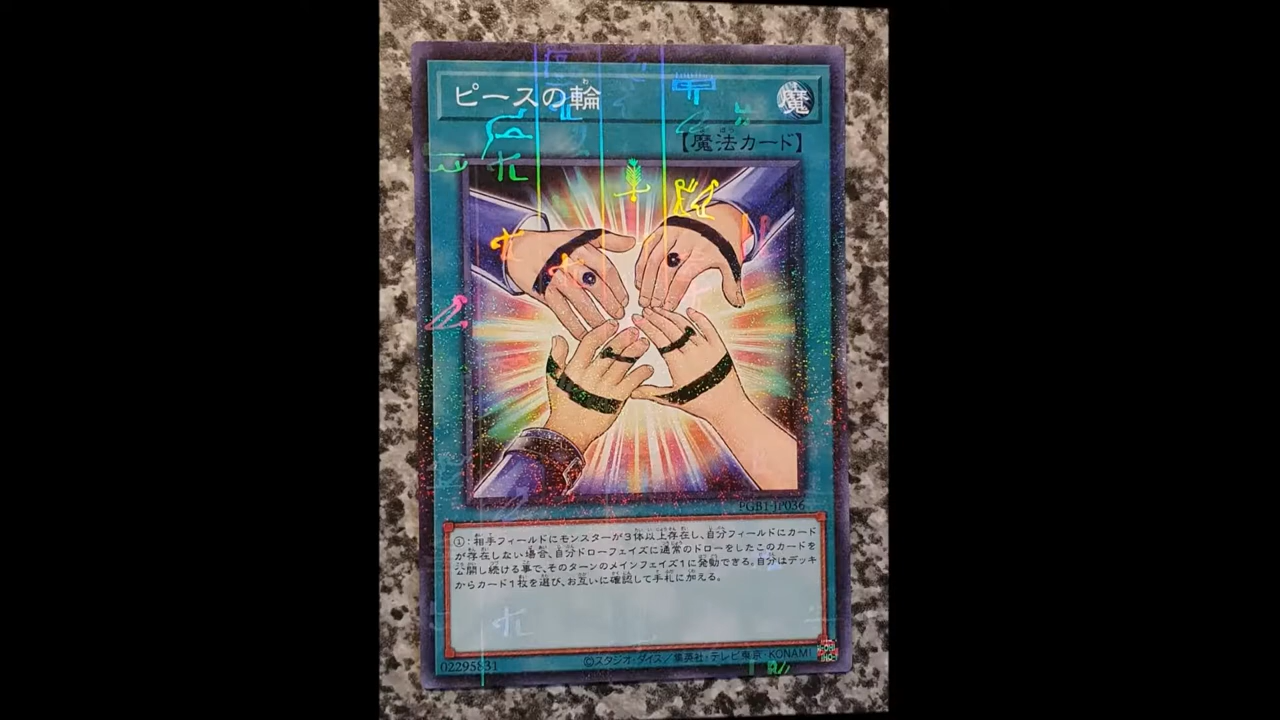 ピースの輪
魔
【魔法カード】
PGB1-JP036
①:相手フィールドにモンスターが3体以上存在し、自分フィールドにカード
が存在しない場合、自分ドローフェイズに通常のドローをしたこのカードを
公開し続ける事で、そのターンのメインフェイズ1に発動できる。自分はデッキ
からカード1枚を選び、お互いに確認して手札に加える。
02295831
©スタジオ・ダイス/集英社・テレビ東京・KONAMI